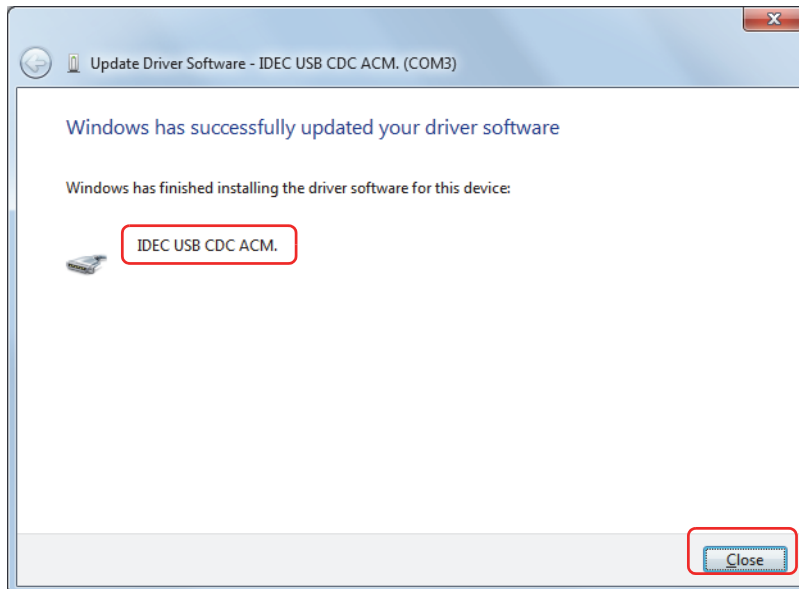 Update Driver Software - IDEC USB CDC ACM. (COM3)
Windows has successfully updated your driver software
Windows has finished installing the driver software for this device:
IDEC USB CDC ACM.
Close